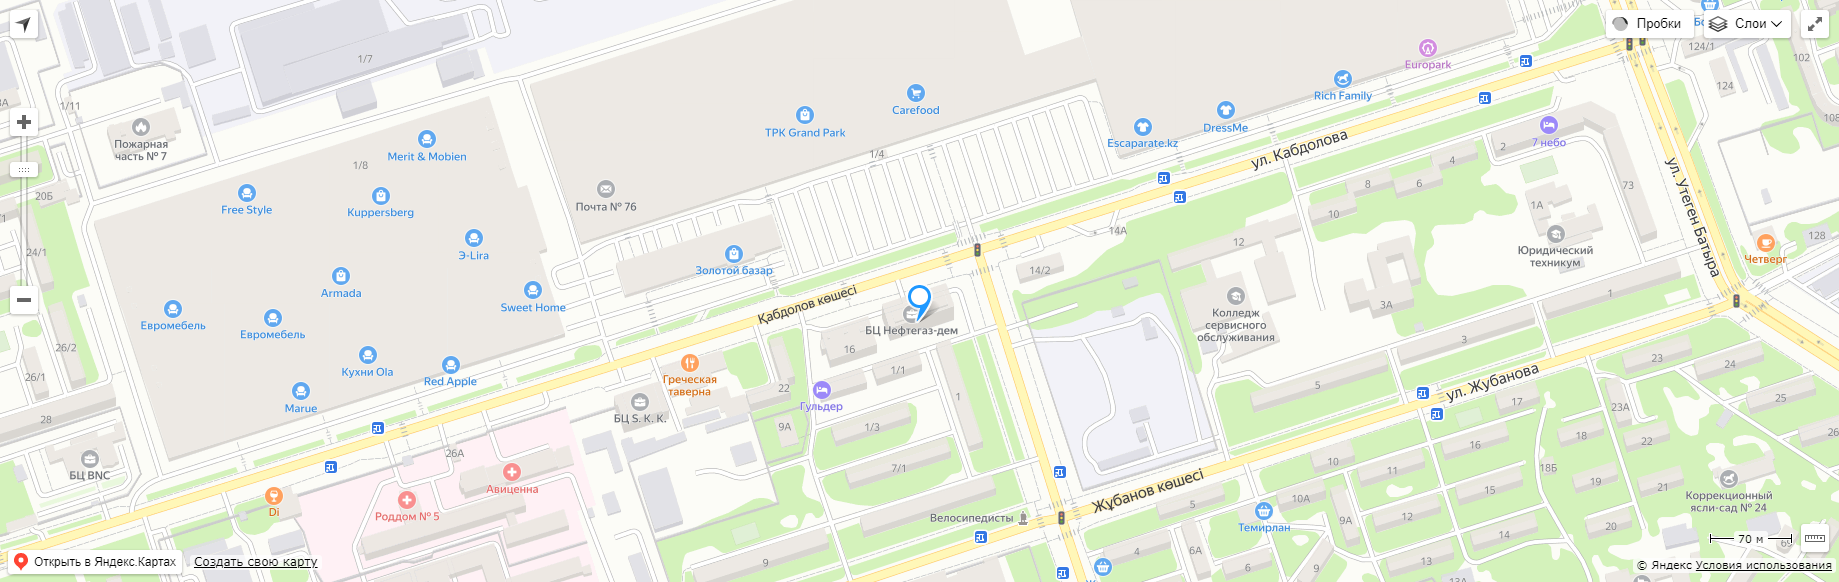 Пробки
Слои
1/7
Europark
Rich Family
Carefood
ТРК Grand Park
DressMe
Escaparate.kz
124/1
102
124
108
1/11
Пожарная
часть № 7
Merit & Mobien
1/8
1/4
ул. Кабдолова
7 небо
2
4
6
8
10
73
ул. Утеген Батыра
20Б
Free Style
Kuppersberg
Почта № 76
14А
1А
12
Юридический
техникум
128
Четверг
24/1
Э-Lira
Золотой базар
14/2
Armada
Sweet Home
Қабдолов көшесі
БЦ Нефтегаз-дем
Колледж
сервисного
обслуживания
3А
1
Евромебель
Евромебель
26/2
16
3
Кухни Ola
Red Apple
Греческая
таверна
22
1/1
5
23
24
ул. Жубанова
26/1
Marue
Гульдер
1
17
23А
25
28
БЦ S. K. K.
9А
1/3
18
22
26
БЦ BNC
26А
Авиценна
7/1
10
11
16
18Б
19
21
Di
Роддом № 5
Жұбанов көшесі
5
10А
15
Коррекционный
ясли-сад № 24
Велосипедисты
Темирлан
9А
12
20
9
4
6А
13
14
70 м
69
Открыть в Яндекс.Картах
Создать свою карту
© Яндекс Условия использования